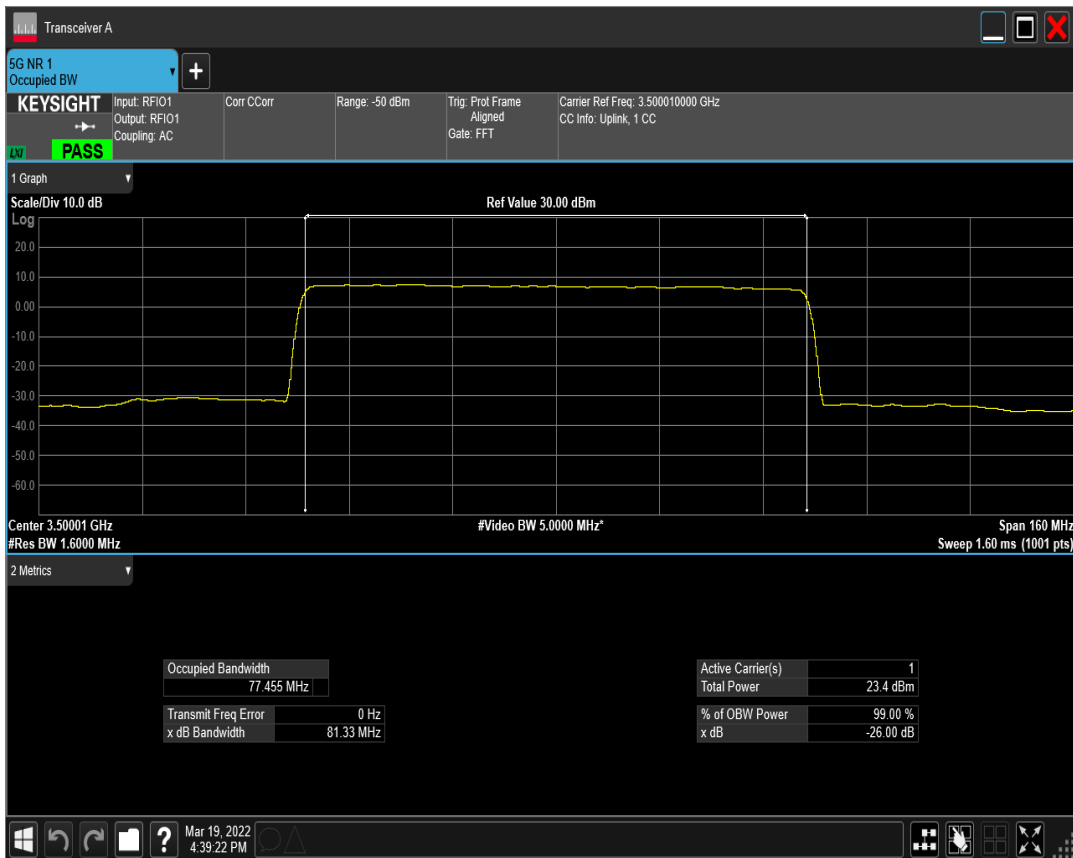 Transceiver A
5G NR 1
Occupied BW
+
KEYSIGHT
LXI
PASS
Input: RFIO1
Output: RFIO1
Coupling: AC
Corr CCorr
Range: -50 dBm
Trig: Prot Frame
Aligned
Gate: FFT
Carrier Ref Freq: 3.500010000 GHz
CC Info: Uplink, 1 CC
1 Graph
Scale/Div 10.0 dB
Ref Value 30.00 dBm
Log
20.0
10.0
0.00
-10.0
-20.0
-30.0
-40.0
-50.0
-60.0
Center 3.50001 GHz
#Video BW 5.0000 MHz*
Span 160 MHz
#Res BW 1.6000 MHz
Sweep 1.60 ms (1001 pts)
2 Metrics
Occupied Bandwidth
77.455 MHz
Transmit Freq Error 0 Hz
x dB Bandwidth 81.33 MHz
Active Carrier(s) 1
Total Power 23.4 dBm
% of OBW Power 99.00 %
x dB -26.00 dB
?
Mar 19, 2022
4:39:22 PM